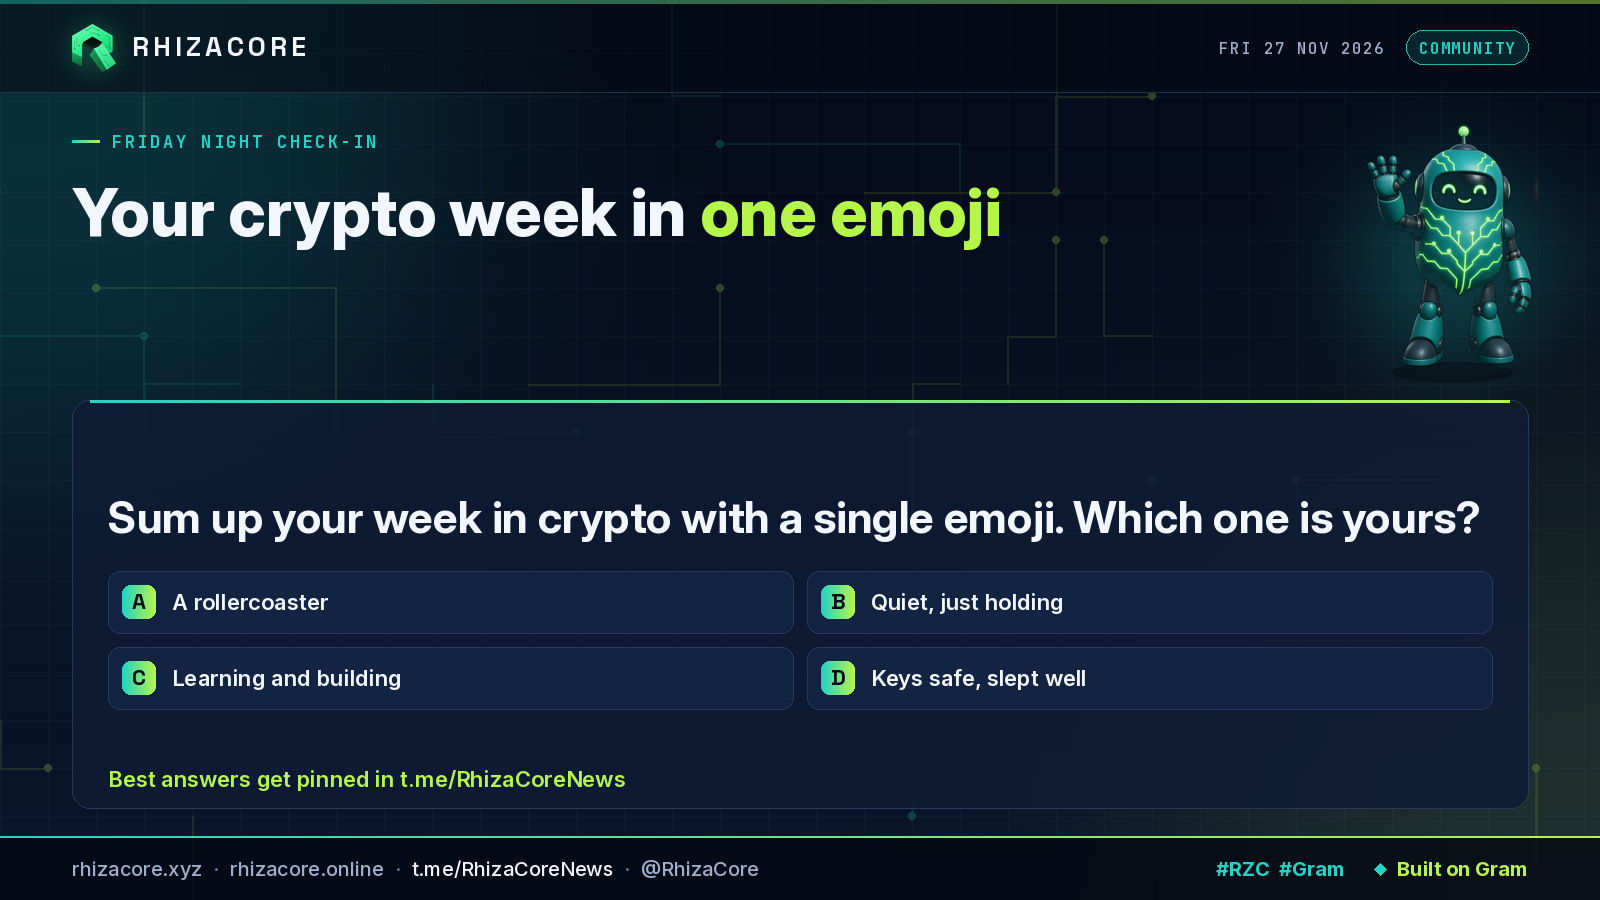 RHIZACORE
FRI 27 NOV 2026
COMMUNITY
FRIDAY NIGHT CHECK-IN
Your crypto week in one emoji
Sum up your week in crypto with a single emoji. Which one is yours?
A A rollercoaster
B Quiet, just holding
C Learning and building
D Keys safe, slept well
Best answers get pinned in t.me/RhizaCoreNews
rhizacore.xyz · rhizacore.online · t.me/RhizaCoreNews · @RhizaCore
#RZC #Gram ◆ Built on Gram